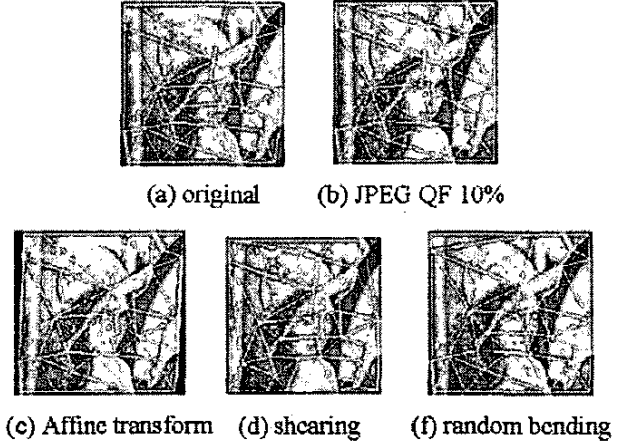 (a) original
(b) JPEG QF 10%
(c) Affine transform
(d) shearing
(f) random bending